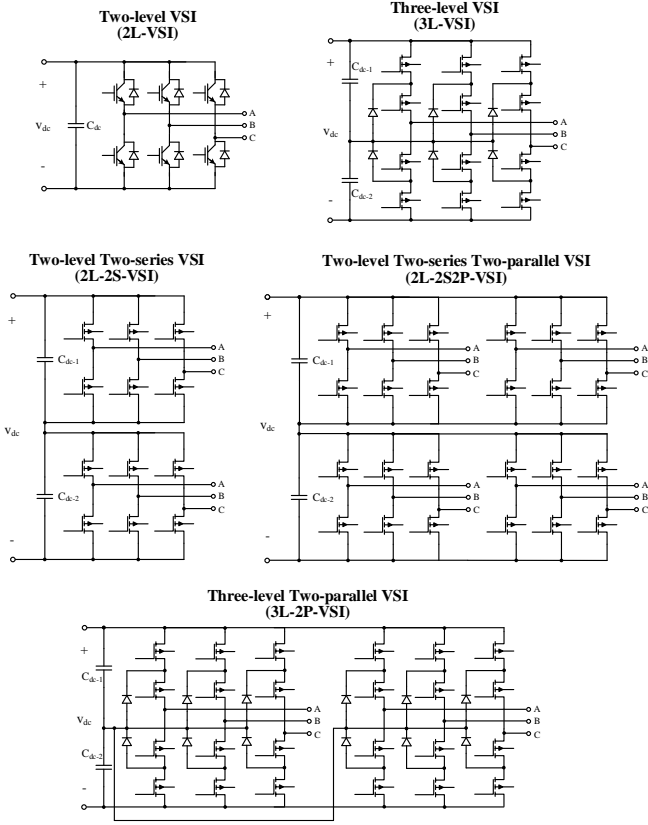 Two-level VSI
(2L-VSI)
+
C_dc
v_dc
-
A
B
C
Three-level VSI
(3L-VSI)
+
C_dc-1
v_dc
C_dc-2
-
A
B
C
Two-level Two-series VSI
(2L-2S-VSI)
+
C_dc-1
A
B
C
v_dc
C_dc-2
A
B
C
-
Two-level Two-series Two-parallel VSI
(2L-2S2P-VSI)
+
C_dc-1
A
B
C
A
B
C
v_dc
C_dc-2
A
B
C
A
B
C
-
Three-level Two-parallel VSI
(3L-2P-VSI)
+
C_dc-1
v_dc
C_dc-2
-
A
B
C
A
B
C